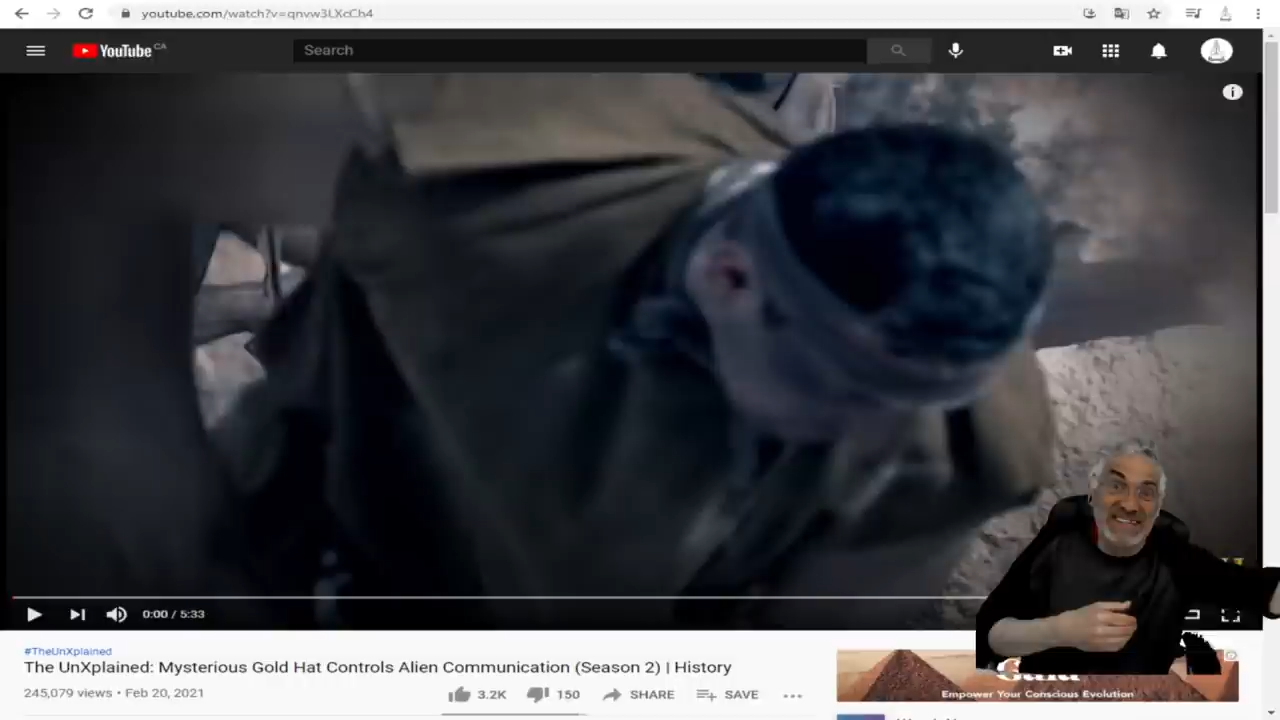 youtube.com/watch?v=qnvw3LXcCh4
YouTube CA
Search
0:00 / 5:33
#TheUnXplained
The UnXplained: Mysterious Gold Hat Controls Alien Communication (Season 2) | History
245,079 views • Feb 20, 2021
3.2K
150
SHARE
SAVE
Gaia
Empower Your Conscious Evolution